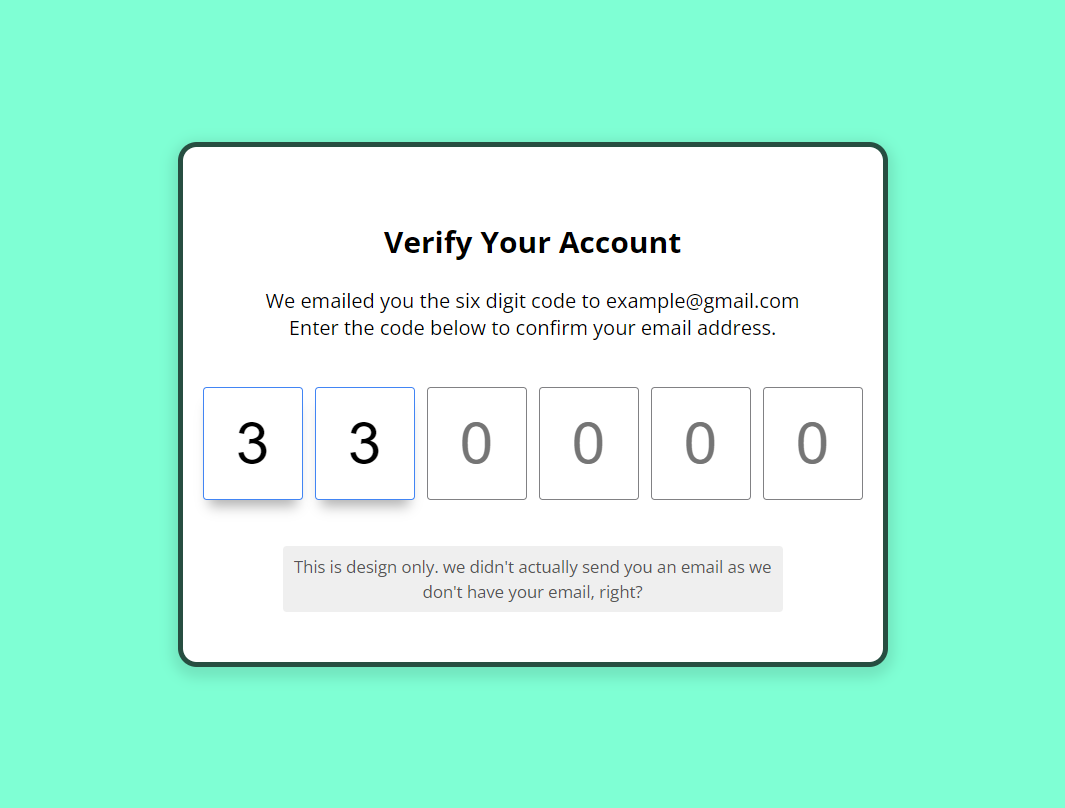 Verify Your Account
We emailed you the six digit code to example@gmail.com
Enter the code below to confirm your email address.
3 3 0 0 0 0
This is design only. we didn't actually send you an email as we
don't have your email, right?